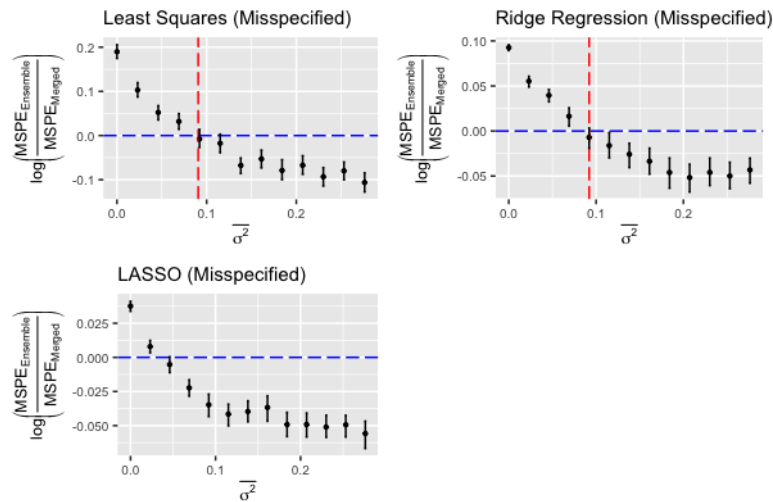 Least Squares (Misspecified)
log(MSPE_Ensemble / MSPE_Merged)
0.2
0.1
0.0
-0.1
0.0 0.1 0.2
σ²
Ridge Regression (Misspecified)
log(MSPE_Ensemble / MSPE_Merged)
0.10
0.05
0.00
-0.05
0.0 0.1 0.2
σ²
LASSO (Misspecified)
log(MSPE_Ensemble / MSPE_Merged)
0.025
0.000
-0.025
-0.050
0.0 0.1 0.2
σ²